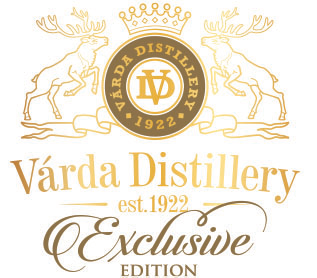 VÁRDA DISTILLERY
VD
• 1922 •
Várda Distillery
est.1922
Exclusive
EDITION